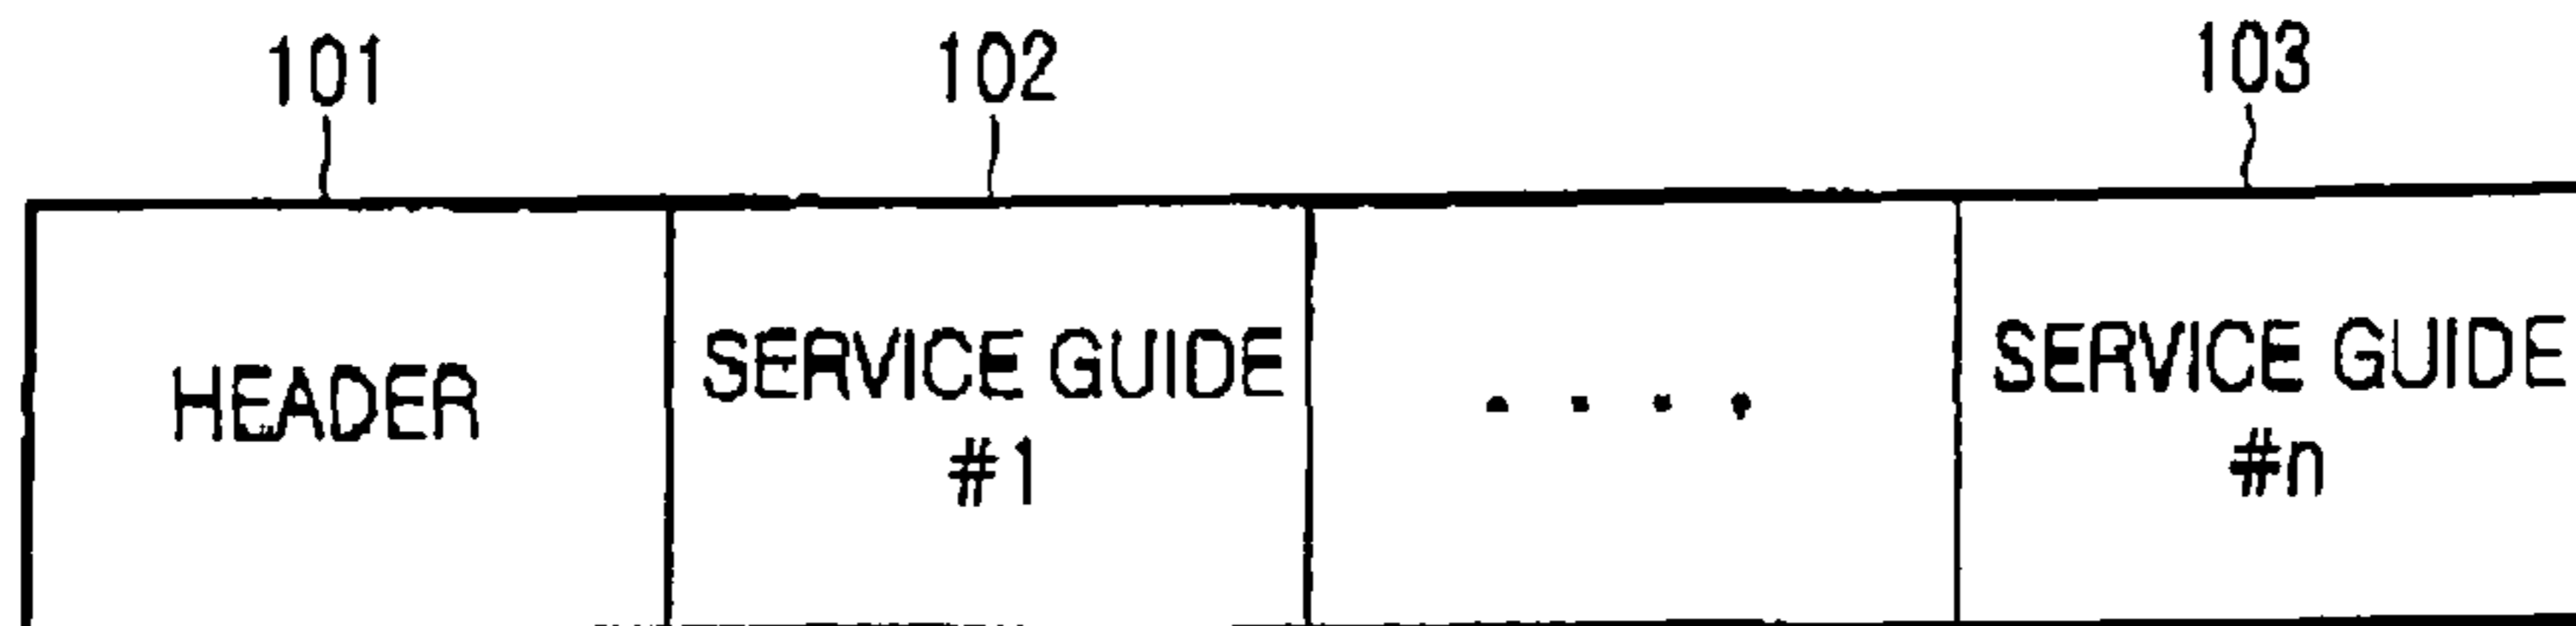 101 102 103
HEADER
SERVICE GUIDE
#1
. . . .
SERVICE GUIDE
#n